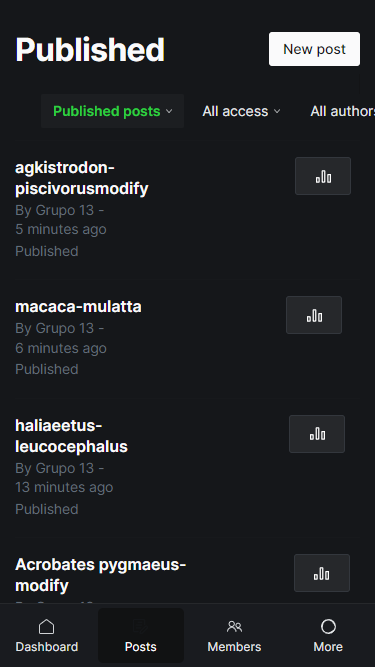 Published
New post
Published posts
All access
All authors
agkistrodon-
piscivorusmodify
By Grupo 13 -
5 minutes ago
Published
macaca-mulatta
By Grupo 13 -
6 minutes ago
Published
haliaeetus-
leucocephalus
By Grupo 13 -
13 minutes ago
Published
Acrobates pygmaeus-
modify
Dashboard
Posts
Members
More